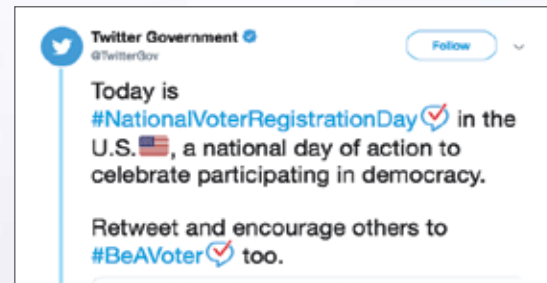 Twitter Government
@TwitterGov
Follow
Today is
#NationalVoterRegistrationDay in the
U.S. , a national day of action to
celebrate participating in democracy.
Retweet and encourage others to
#BeAVoter too.